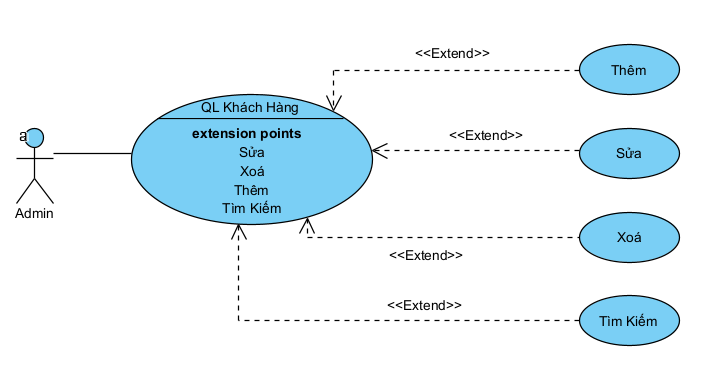 <<Extend>>
Thêm
QL Khách Hàng
extension points
Sửa
Xoá
Thêm
Tìm Kiếm
a
Admin
<<Extend>>
Sửa
<<Extend>>
Xoá
<<Extend>>
Tìm Kiếm